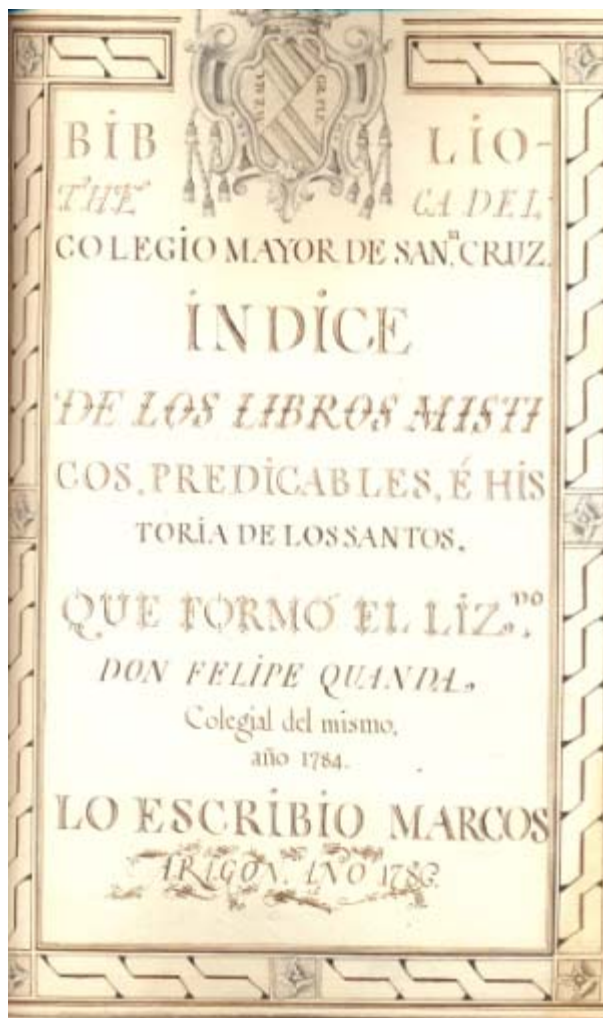 BIB LIO-
THE CA DEL
COLEGIO MAYOR DE SAN.ᵗᵃ CRUZ.
INDICE
DE LOS LIBROS MISTI
COS, PREDICABLES, É HIS
TORIA DE LOS SANTOS.
QUE FORMÓ EL LIZ.ᵈᵒ
DON FELIPE QUANDA,
Colegial del mismo,
año 1784.
LO ESCRIBIO MARCOS
ARAGON. AÑO